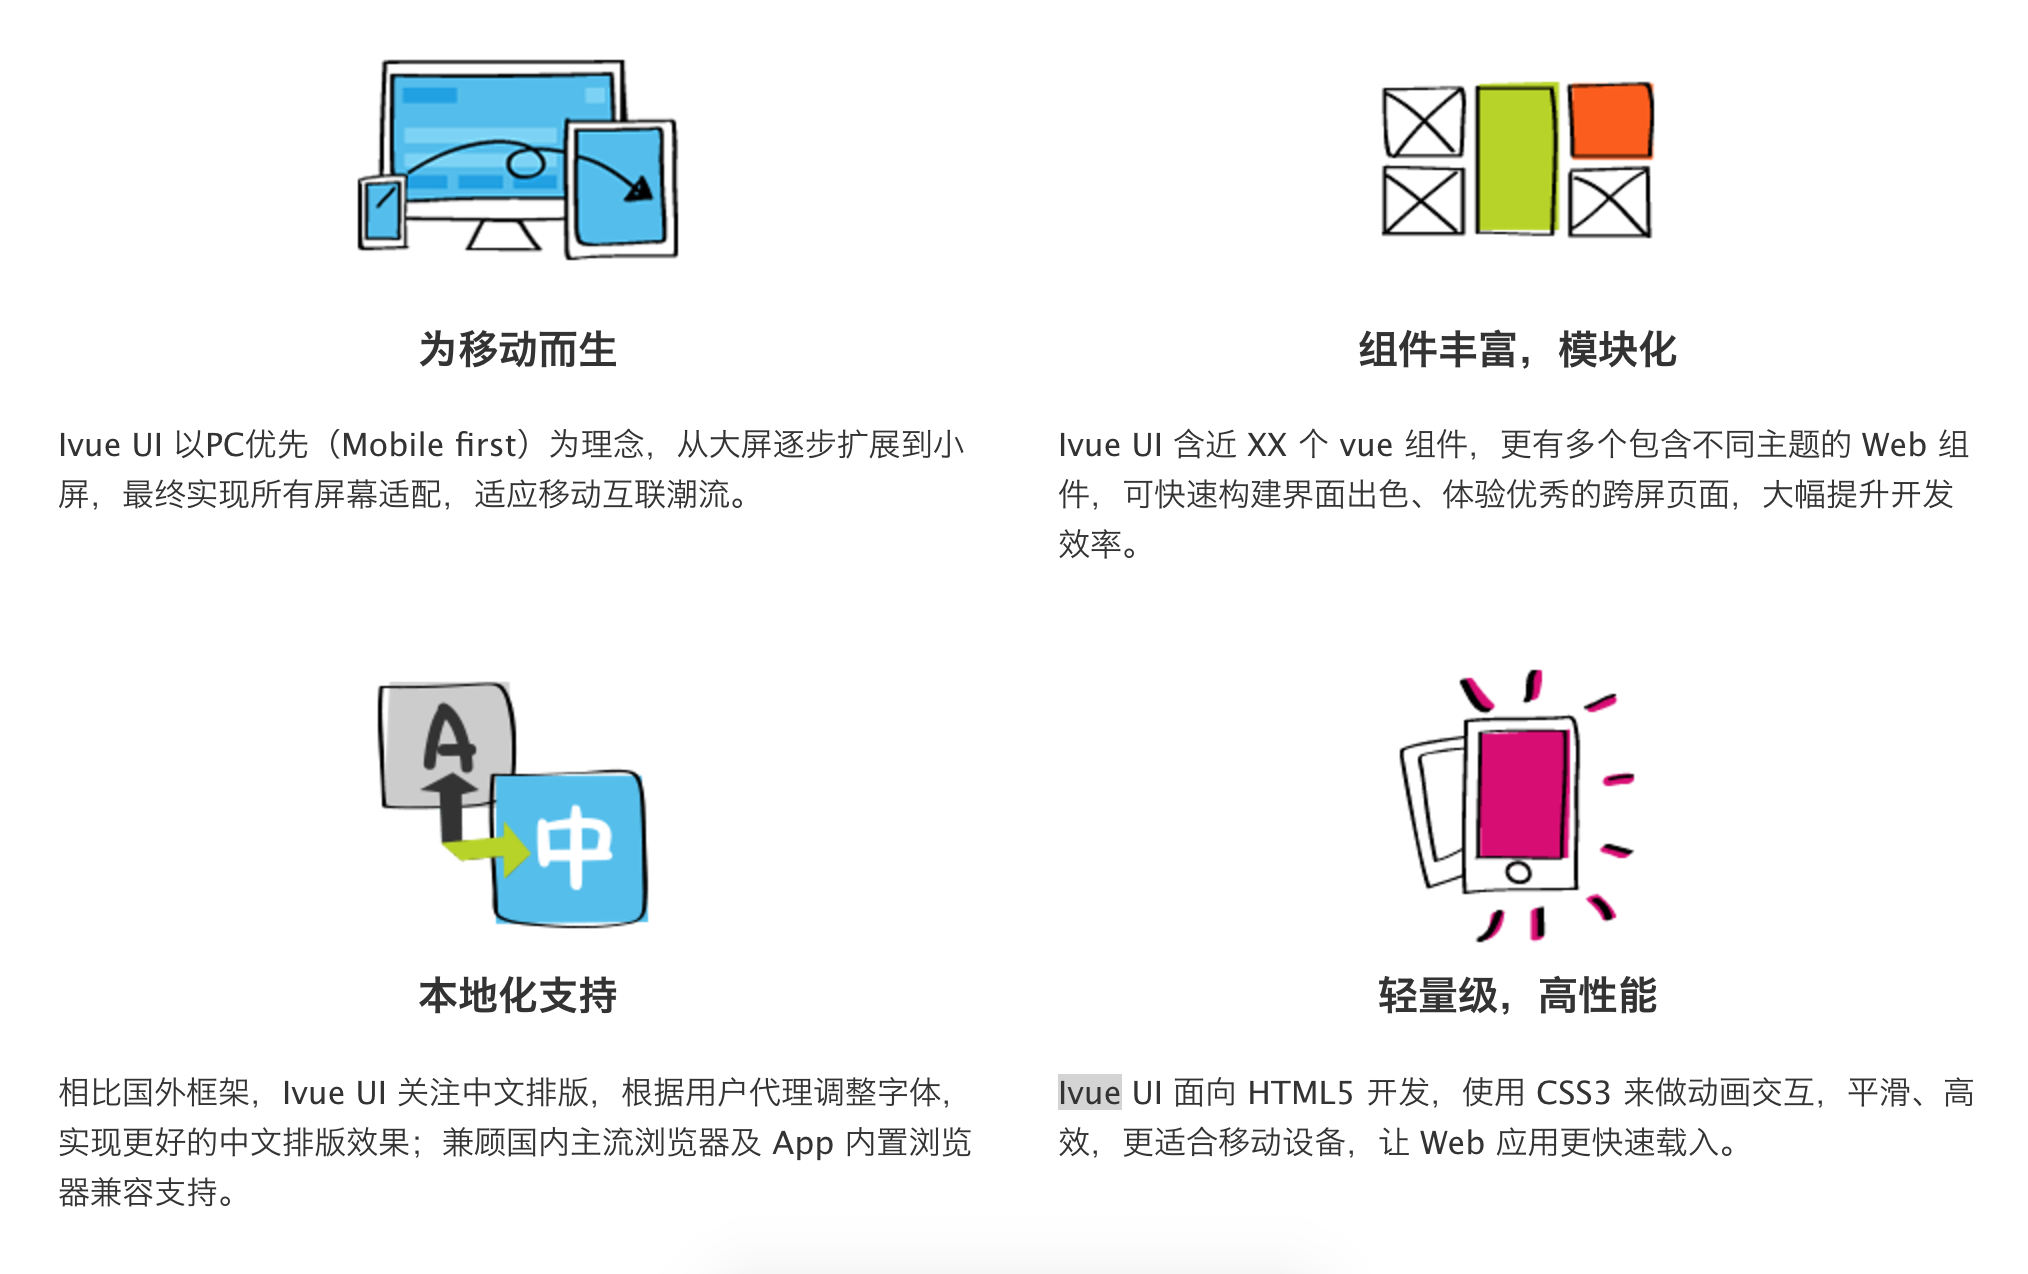 为移动而生
Ivue UI 以PC优先（Mobile first）为理念，从大屏逐步扩展到小
屏，最终实现所有屏幕适配，适应移动互联潮流。
组件丰富，模块化
Ivue UI 含近 XX 个 vue 组件，更有多个包含不同主题的 Web 组
件，可快速构建界面出色、体验优秀的跨屏页面，大幅提升开发
效率。
A
中
本地化支持
相比国外框架，Ivue UI 关注中文排版，根据用户代理调整字体，
实现更好的中文排版效果；兼顾国内主流浏览器及 App 内置浏览
器兼容支持。
轻量级，高性能
Ivue UI 面向 HTML5 开发，使用 CSS3 来做动画交互，平滑、高
效，更适合移动设备，让 Web 应用更快速载入。